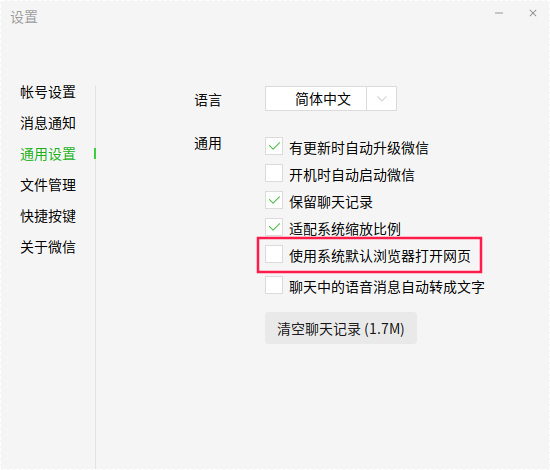 设置
帐号设置
消息通知
通用设置
文件管理
快捷按键
关于微信
语言
简体中文
通用
有更新时自动升级微信
开机时自动启动微信
保留聊天记录
适配系统缩放比例
使用系统默认浏览器打开网页
聊天中的语音消息自动转成文字
清空聊天记录 (1.7M)